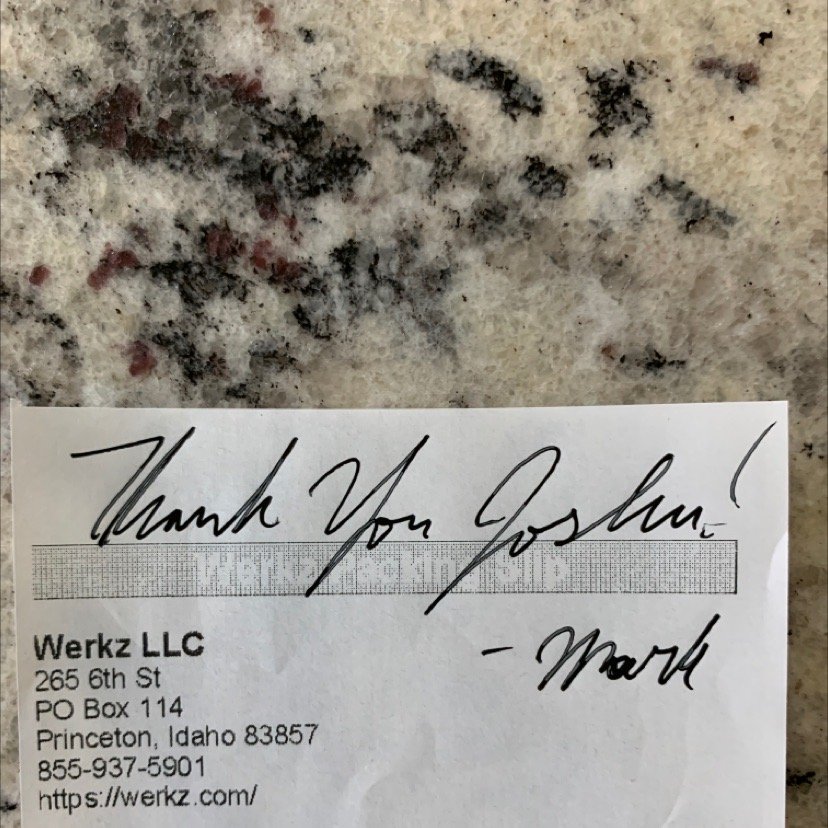 Thank You Joshua!
Werkz Packing Slip
- Mark
Werkz LLC
265 6th St
PO Box 114
Princeton, Idaho 83857
855-937-5901
https://werkz.com/